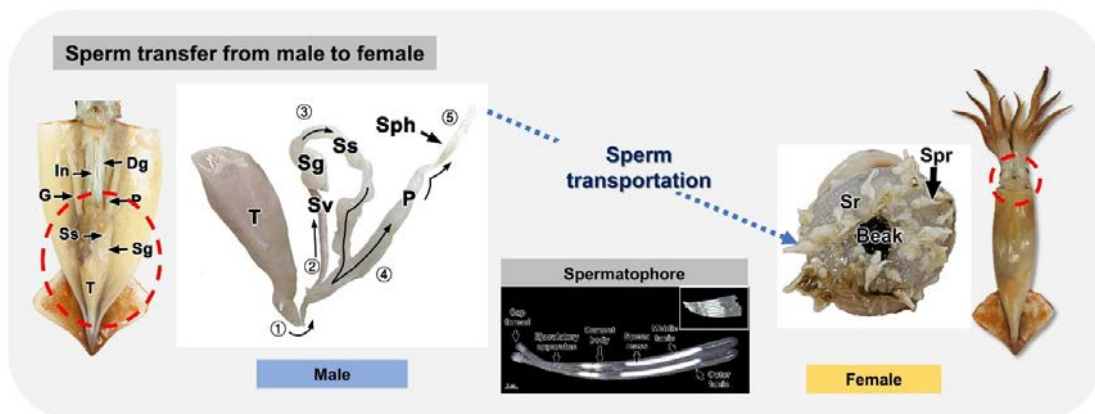 Sperm transfer from male to female
In
Dg
G
P
Ss
Sg
T
T
①
②
Sv
Sg
③
Ss
④
P
Sph
⑤
Male
Sperm
transportation
Spermatophore
Cap
thread
Ejaculatory
apparatus
Cement
body
Sperm
mass
Middle
tunic
Outer
tunic
Spr
Sr
Beak
Female